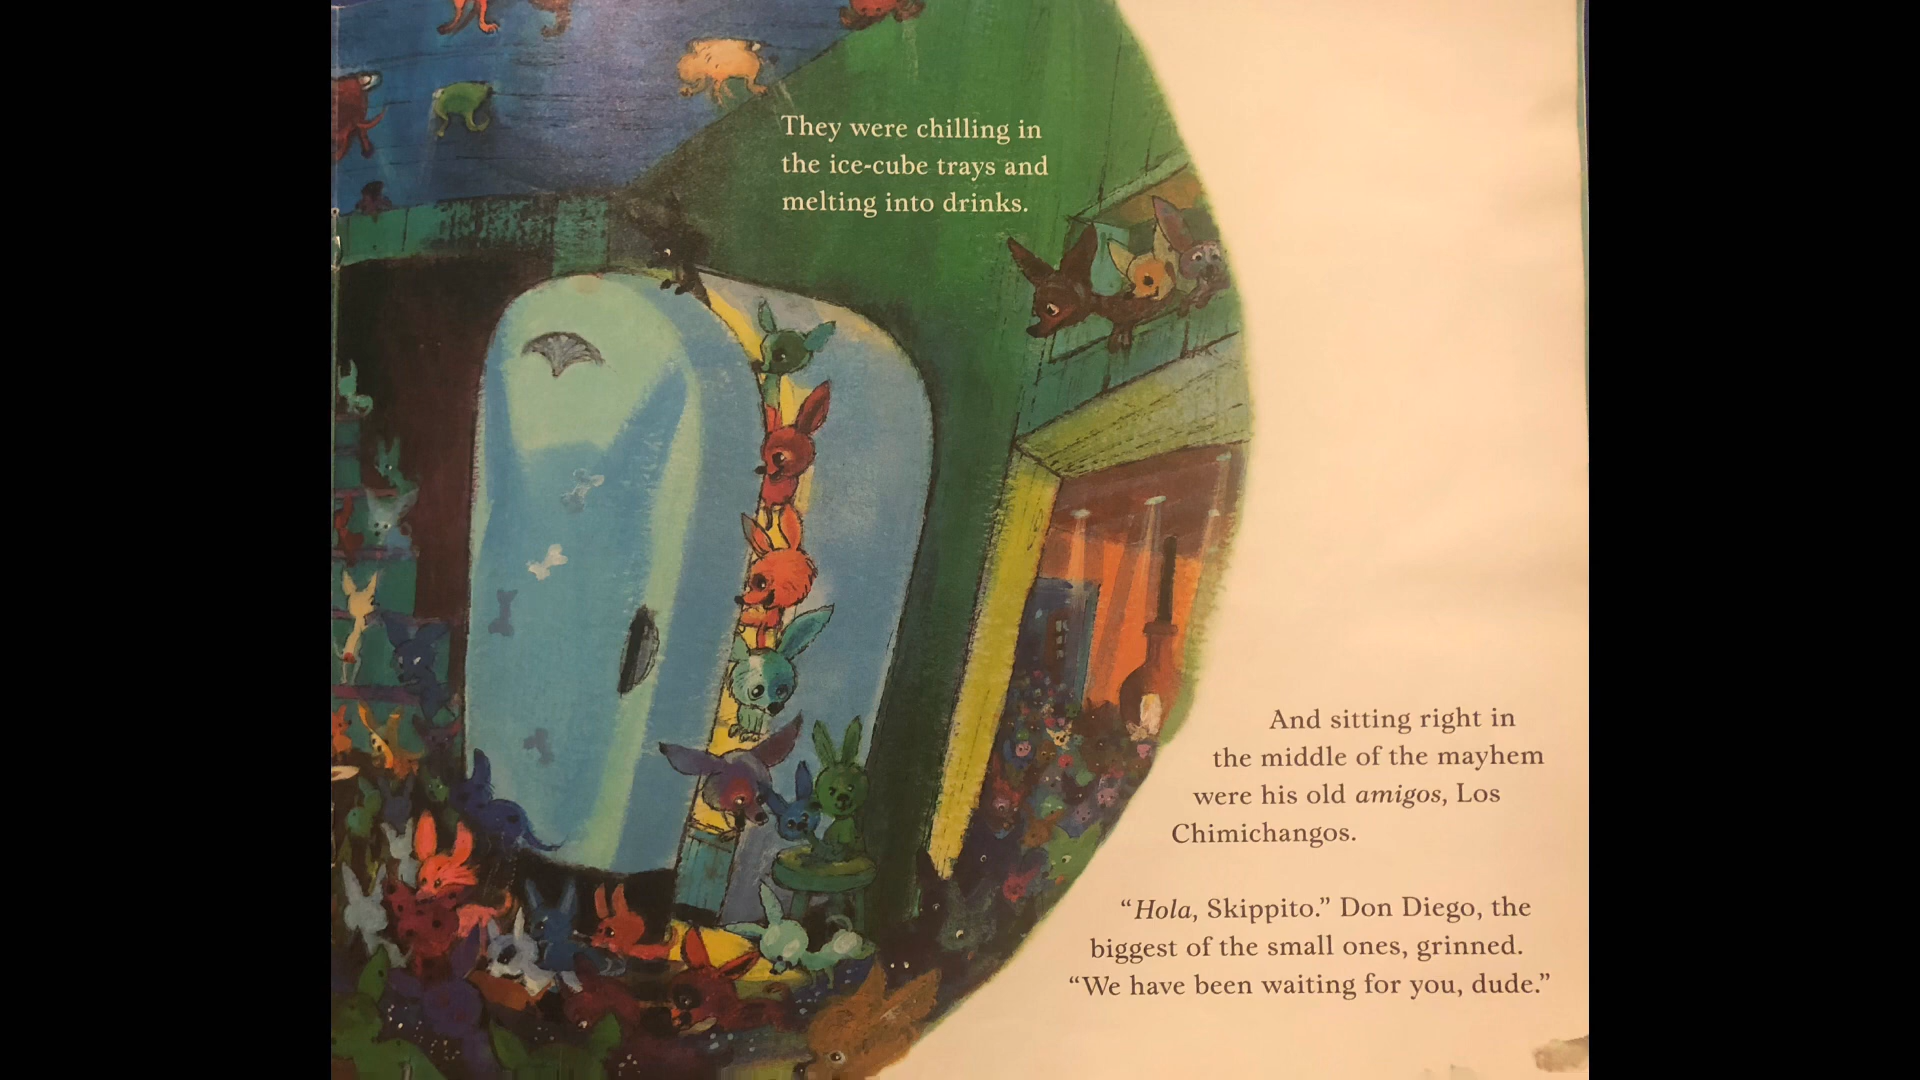 They were chilling in
the ice-cube trays and
melting into drinks.
And sitting right in
the middle of the mayhem
were his old amigos, Los
Chimichangos.
“Hola, Skippito.” Don Diego, the
biggest of the small ones, grinned.
“We have been waiting for you, dude.”